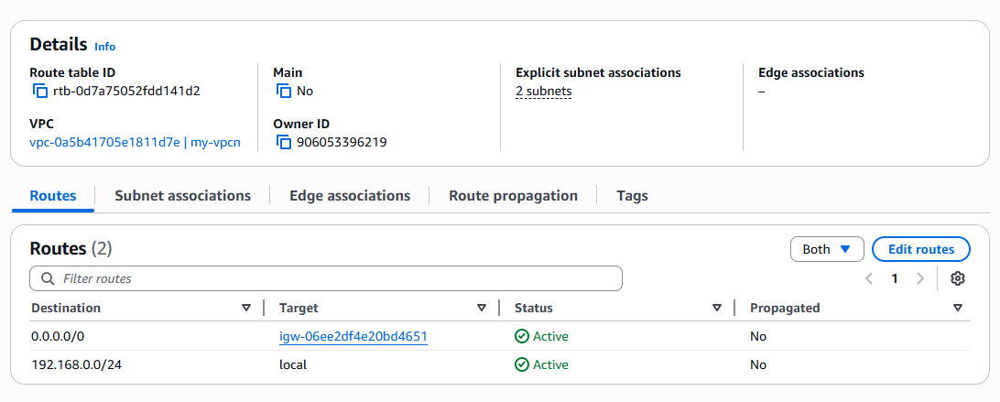 Details Info
Route table ID
rtb-0d7a75052fdd141d2
Main
No
Explicit subnet associations
2 subnets
Edge associations
–
VPC
vpc-0a5b41705e1811d7e | my-vpcn
Owner ID
906053396219
Routes Subnet associations Edge associations Route propagation Tags
Routes (2)
Both Edit routes
Filter routes
1
Destination Target Status Propagated
0.0.0.0/0 igw-06ee2df4e20bd4651 Active No
192.168.0.0/24 local Active No